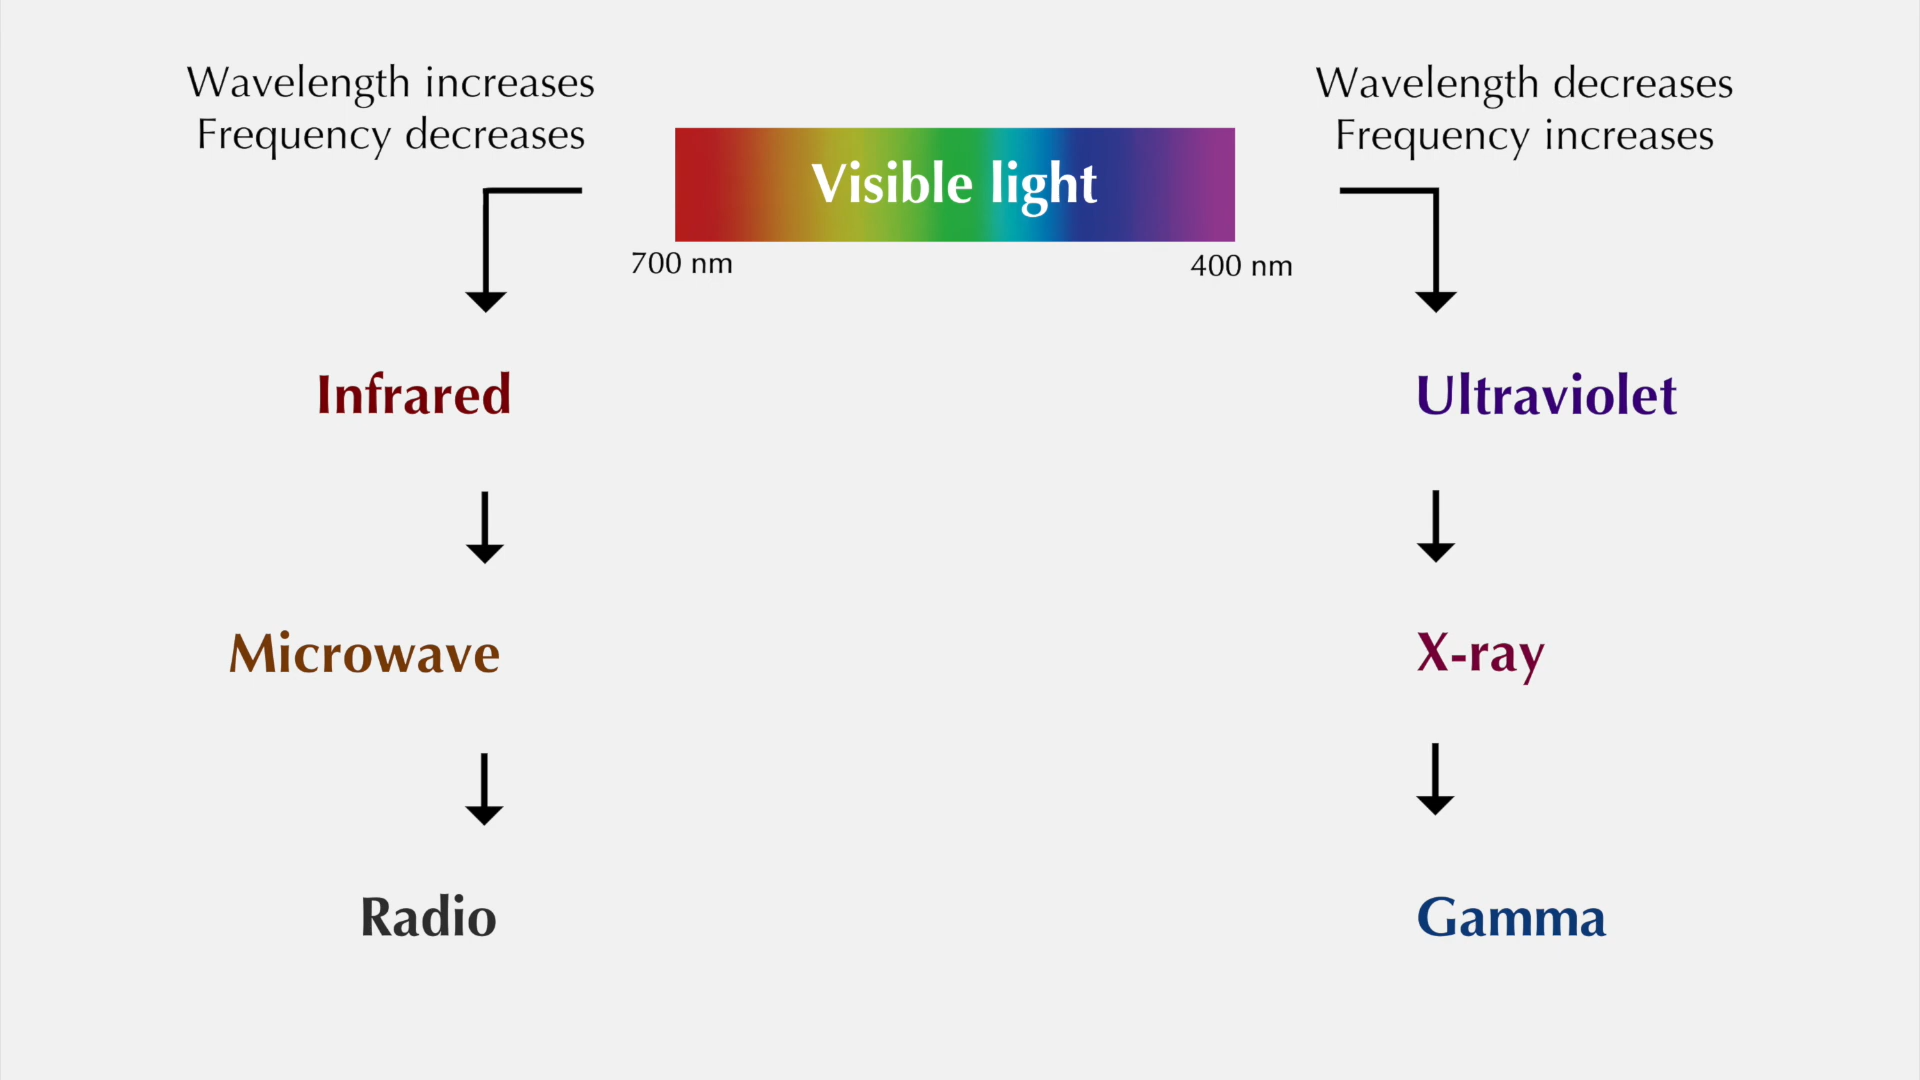 Wavelength increases
Frequency decreases
Visible light
700 nm
400 nm
Wavelength decreases
Frequency increases
Infrared
Ultraviolet
Microwave
X-ray
Radio
Gamma